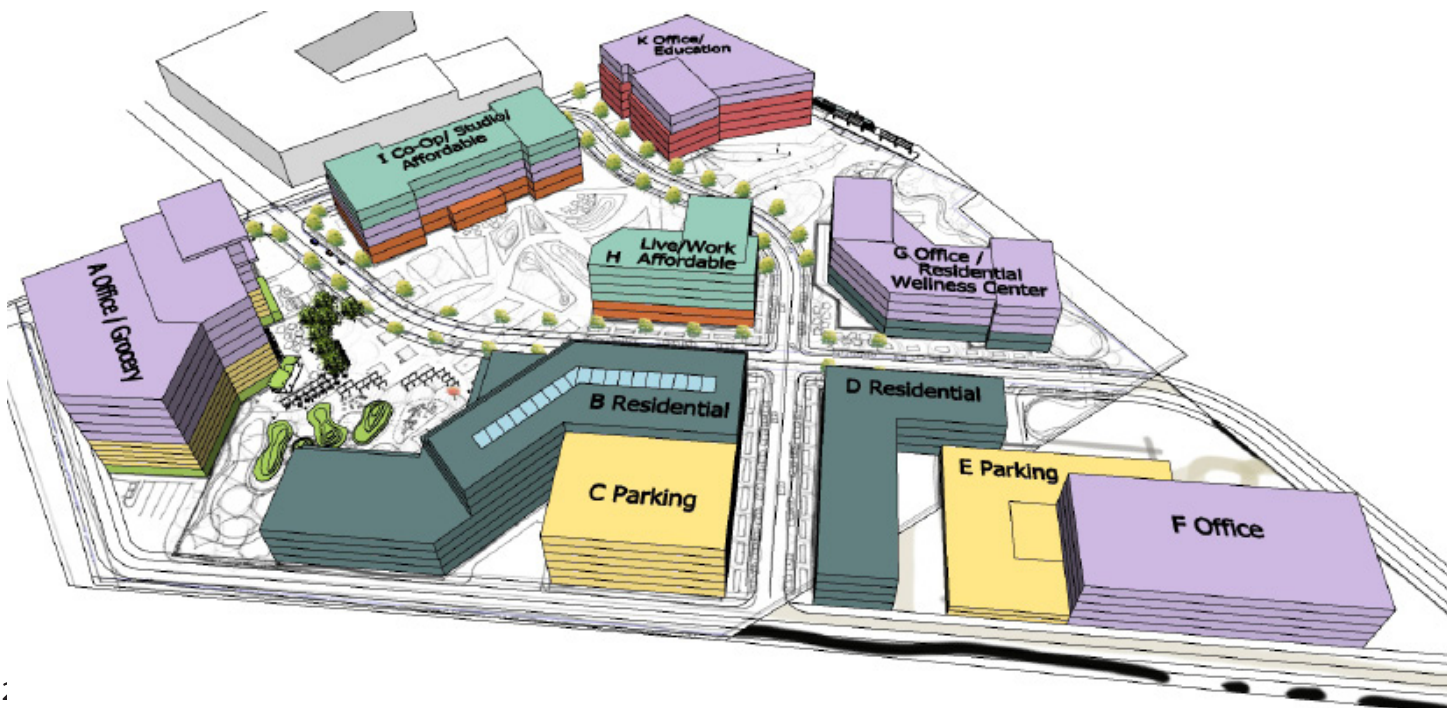 K Office/
Education
I Co-Op/ Studio/
Affordable
A Office / Grocery
H Live/Work
Affordable
G Office /
Residential
Wellness Center
B Residential
D Residential
C Parking
E Parking
F Office